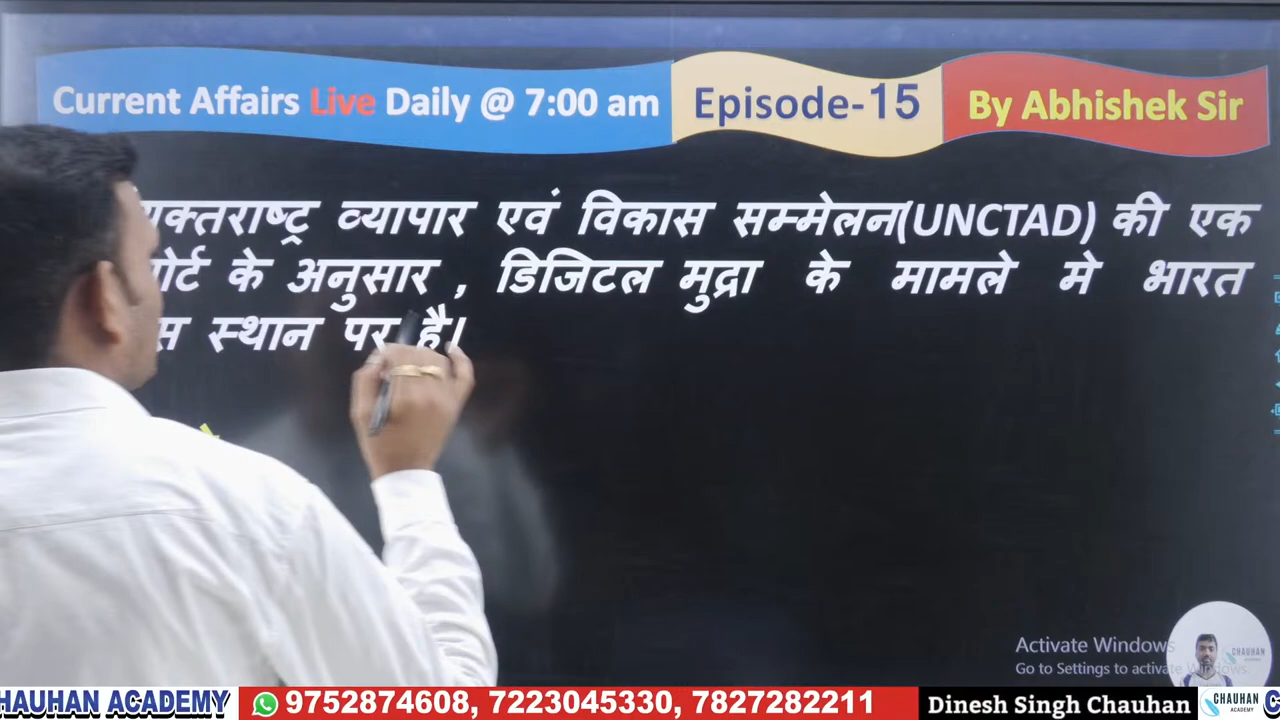 Current Affairs Live Daily @ 7:00 am Episode-15 By Abhishek Sir
व्यापार एवं विकास सम्मेलन(UNCTAD) की एक
के अनुसार , डिजिटल मुद्रा के मामले मे भारत
स्थान पर है।
Activate Windows
Go to Settings to activate Windows.
CHAUHAN
HAUHAN ACADEMY 9752874608, 7223045330, 7827282211 Dinesh Singh Chauhan CHAUHAN ACADEMY